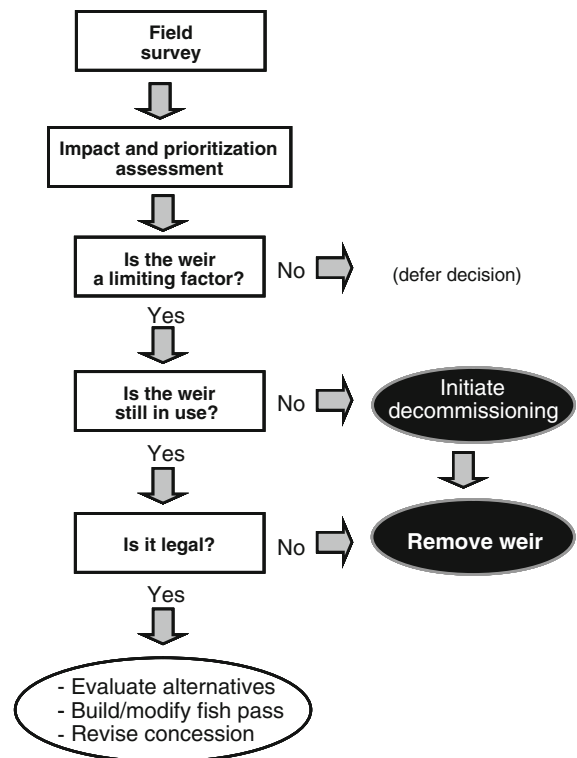 Field
survey
Impact and prioritization
assessment
Is the weir
a limiting factor?
No
(defer decision)
Yes
Is the weir
still in use?
No
Initiate
decommissioning
Yes
Is it legal?
No
Remove weir
Yes
- Evaluate alternatives
- Build/modify fish pass
- Revise concession